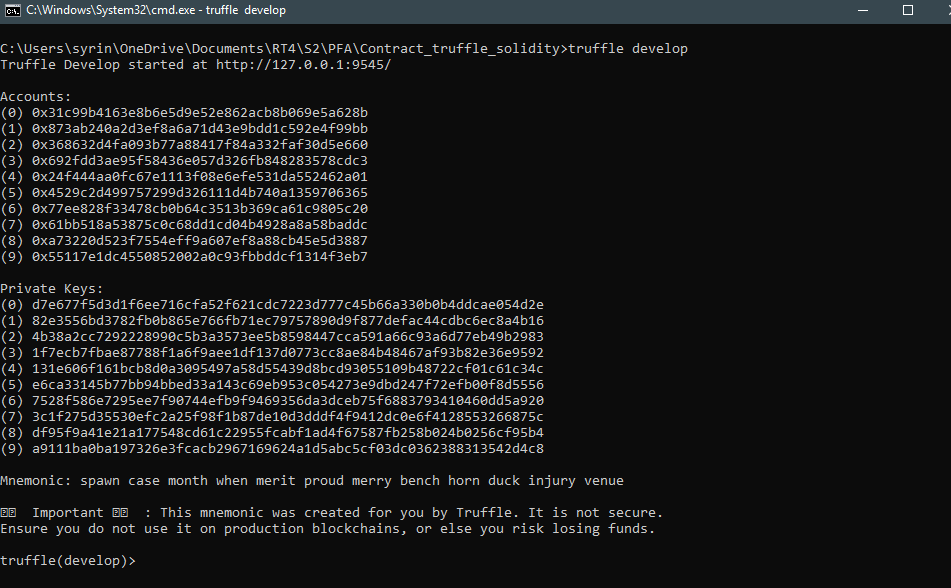 C:\Windows\System32\cmd.exe - truffle develop
C:\Users\syrin\OneDrive\Documents\RT4\S2\PFA\Contract_truffle_solidity>truffle develop
Truffle Develop started at http://127.0.0.1:9545/
Accounts:
(0) 0x31c99b4163e8b6e5d9e52e862acb8b069e5a628b
(1) 0x873ab240a2d3ef8a6a71d43e9bdd1c592e4f99bb
(2) 0x368632d4fa093b77a88417f84a332faf30d5e660
(3) 0x692fdd3ae95f58436e057d326fb848283578cdc3
(4) 0x24f444aa0fc67e1113f08e6efe531da552462a01
(5) 0x4529c2d499757299d326111d4b740a1359706365
(6) 0x77ee828f33478cb0b64c3513b369ca61c9805c20
(7) 0x61bb518a53875c0c68dd1cd04b4928a8a58baddc
(8) 0xa73220d523f7554eff9a607ef8a88cb45e5d3887
(9) 0x55117e1dc4550852002a0c93fbbddcf1314f3eb7
Private Keys:
(0) d7e677f5d3d1f6ee716cfa52f621cdc7223d777c45b66a330b0b4ddcae054d2e
(1) 82e3556bd3782fb0b865e766fb71ec79757890d9f877defac44cdbc6ec8a4b16
(2) 4b38a2cc7292228990c5b3a3573ee5b8598447cca591a66c93a6d77eb49b2983
(3) 1f7ecb7fbae87788f1a6f9aee1df137d0773cc8ae84b48467af93b82e36e9592
(4) 131e606f161bcb8d0a3095497a58d55439d8bcd93055109b48722cf01c61c34c
(5) e6ca33145b77bb94bbed33a143c69eb953c054273e9dbd247f72efb00f8d5556
(6) 7528f586e7295ee7f90744efb9f9469356da3dceb75f6883793410460dd5a920
(7) 3c1f275d35530efc2a25f98f1b87de10d3dddf4f9412dc0e6f4128553266875c
(8) df95f9a41e21a177548cd61c22955fcabf1ad4f67587fb258b024b0256cf95b4
(9) a9111ba0ba197326e3fcacb2967169624a1d5abc5cf03dc0362388313542d4c8
Mnemonic: spawn case month when merit proud merry bench horn duck injury venue
Important : This mnemonic was created for you by Truffle. It is not secure.
Ensure you do not use it on production blockchains, or else you risk losing funds.
truffle(develop)>